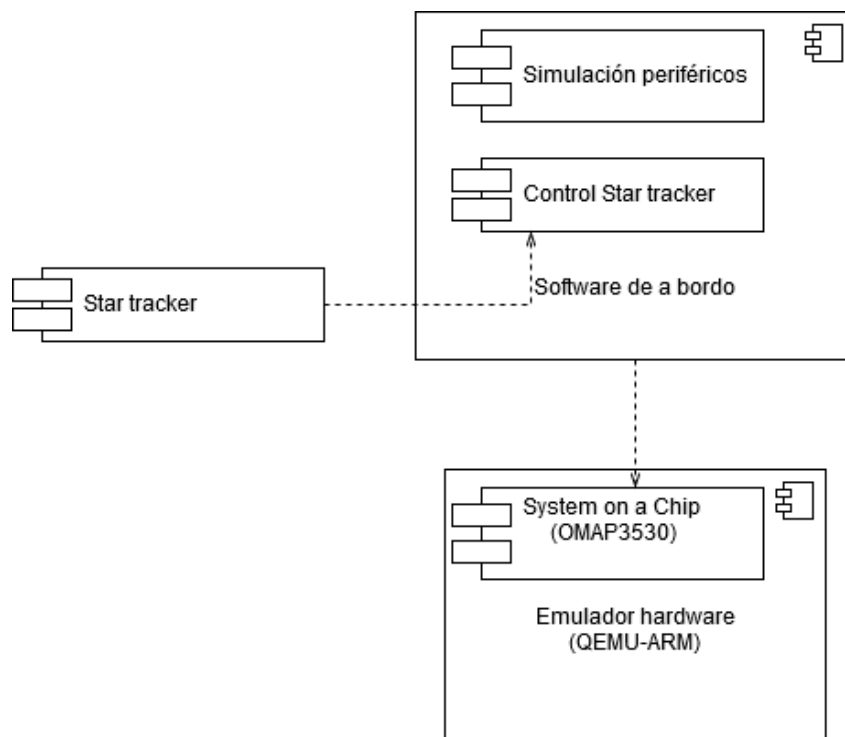 Simulación periféricos
Control Star tracker
Software de a bordo
Star tracker
System on a Chip
(OMAP3530)
Emulador hardware
(QEMU-ARM)